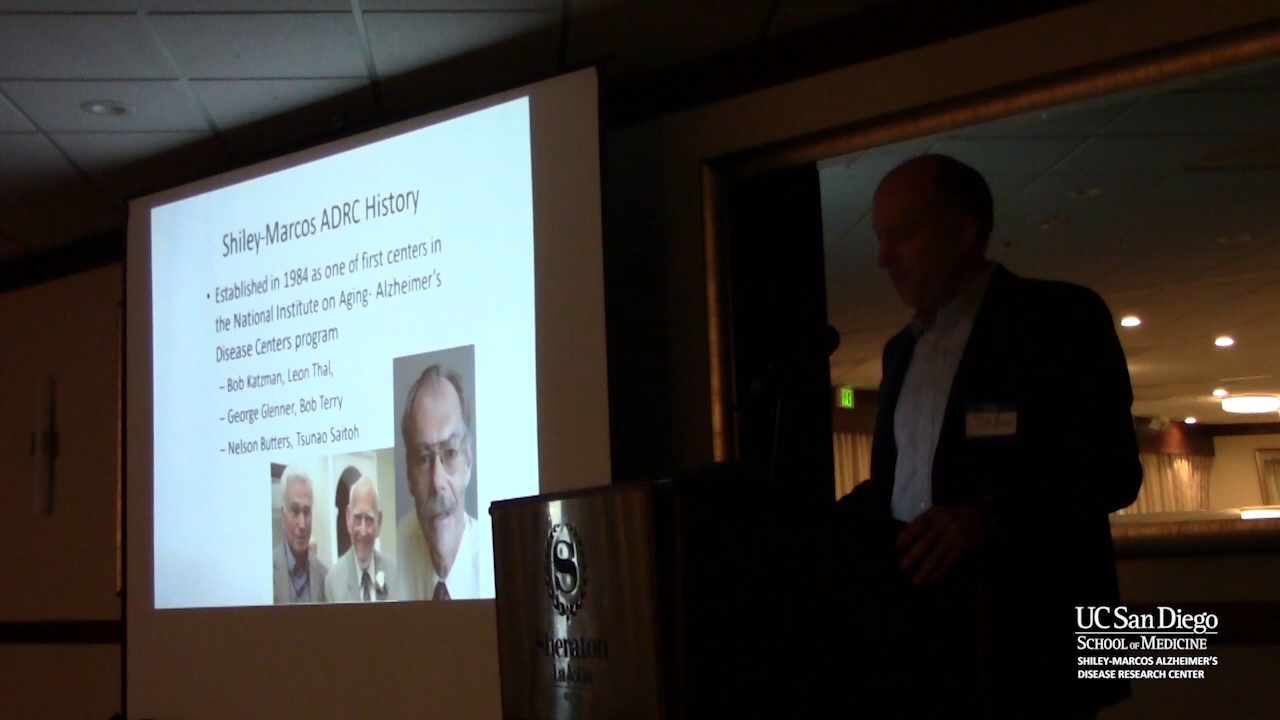 Shiley-Marcos ADRC History
• Established in 1984 as one of first centers in
the National Institute on Aging- Alzheimer's
Disease Centers program
– Bob Katzman, Leon Thal,
– George Glenner, Bob Terry
– Nelson Butters, Tsunao Saitoh
S
Sheraton
La Jolla
UC San Diego
SCHOOL OF MEDICINE
SHILEY-MARCOS ALZHEIMER'S
DISEASE RESEARCH CENTER